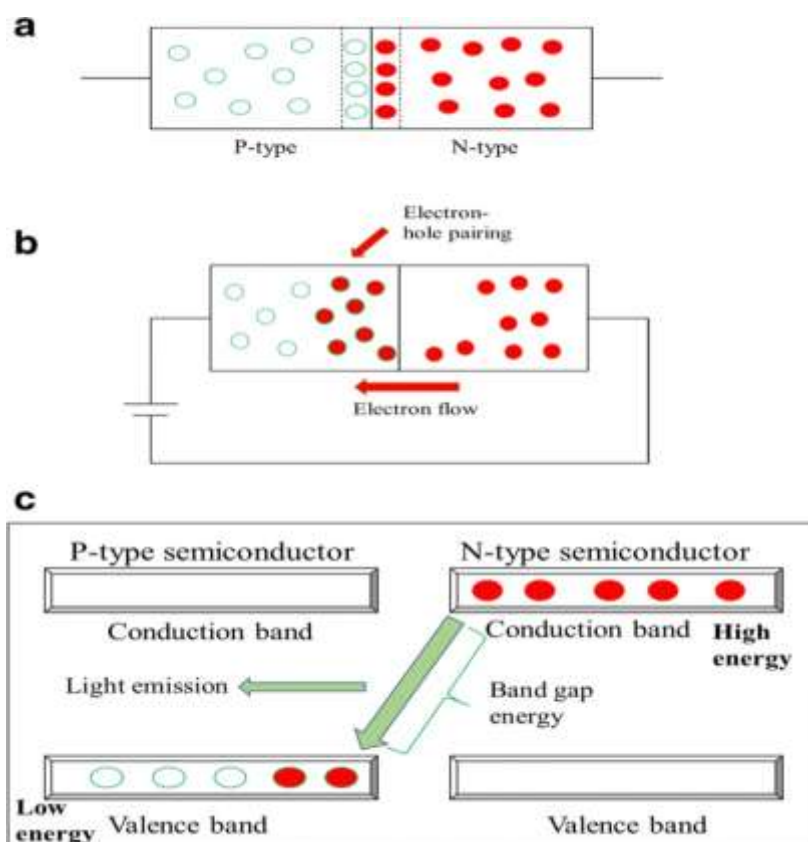 a
P-type
N-type
b
Electron-
hole pairing
Electron flow
c
P-type semiconductor
N-type semiconductor
Conduction band
Conduction band
High
energy
Light emission
Band gap
energy
Low
energy
Valence band
Valence band